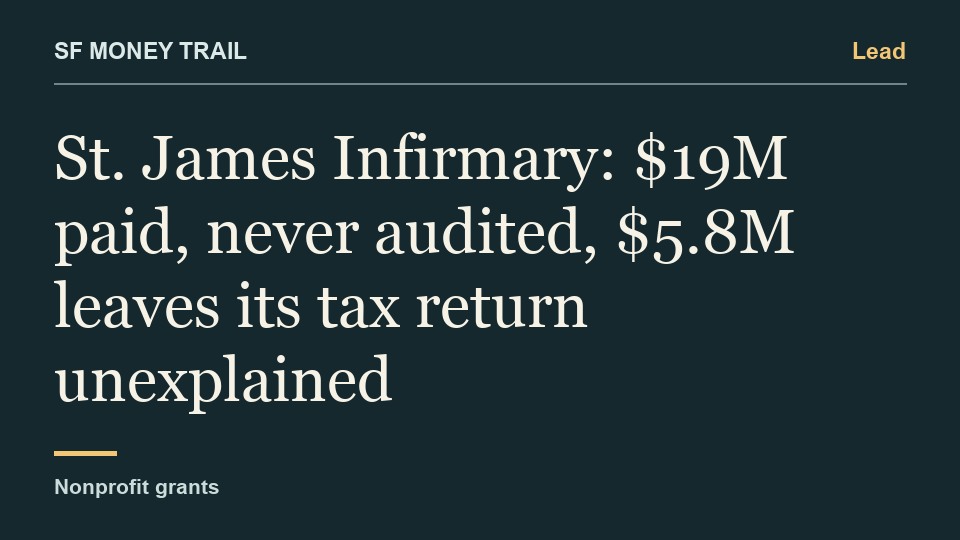 SF MONEY TRAIL
Lead
St. James Infirmary: $19M
paid, never audited, $5.8M
leaves its tax return
unexplained
Nonprofit grants